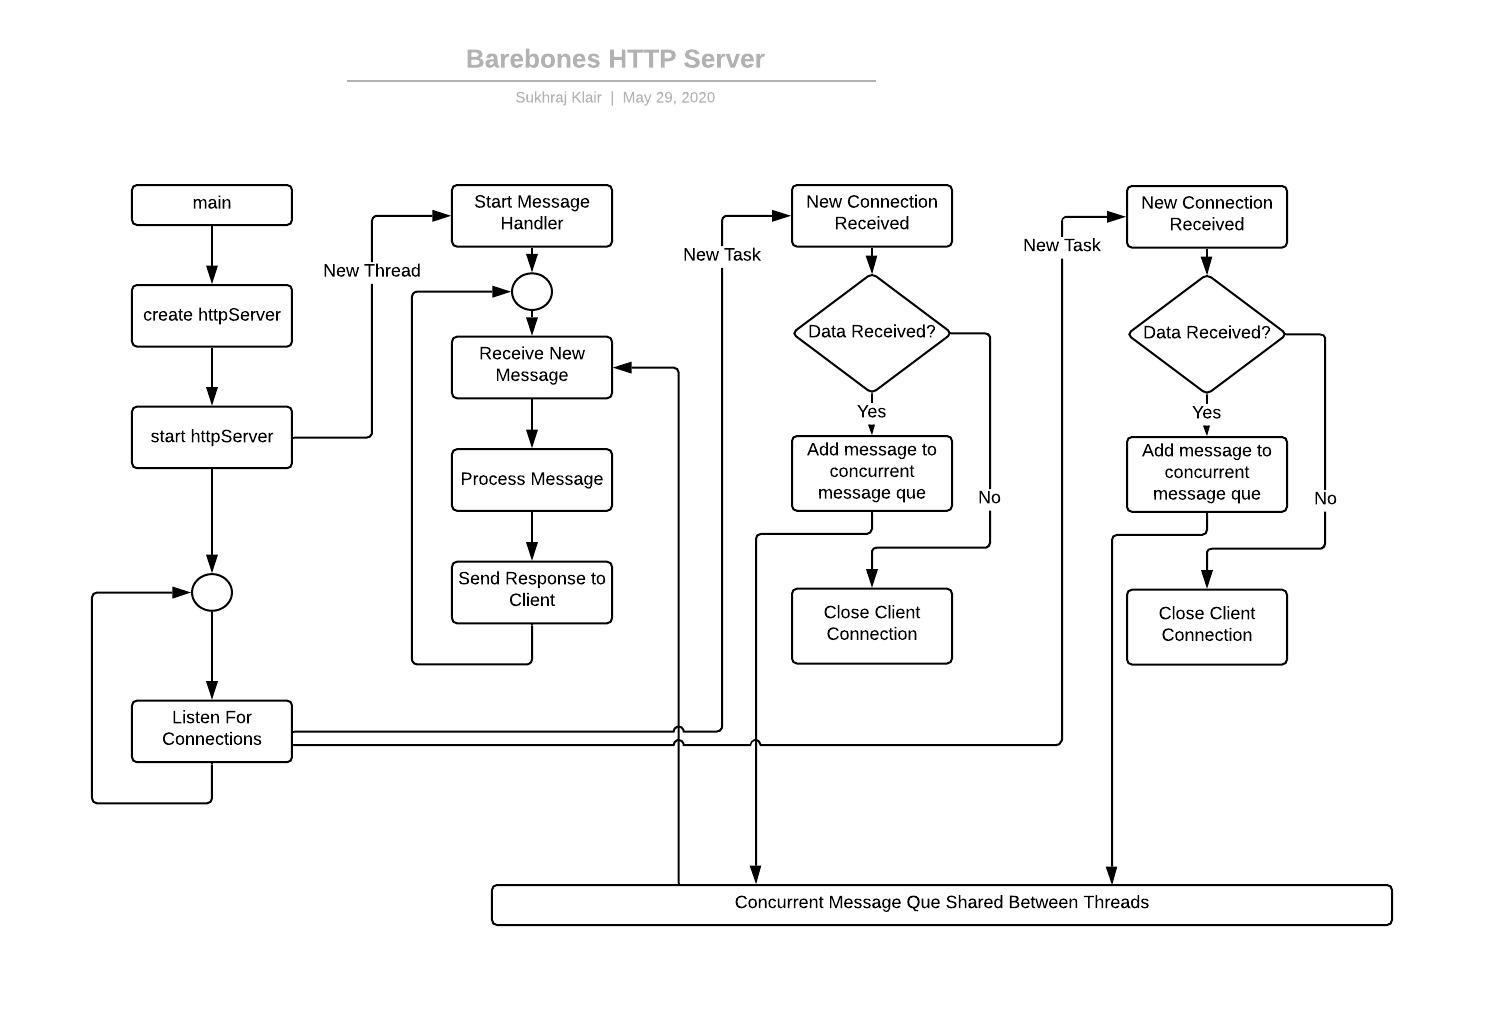 Barebones HTTP Server
Sukhraj Klair | May 29, 2020
main
create httpServer
start httpServer
Listen For
Connections
New Thread
Start Message
Handler
Receive New
Message
Process Message
Send Response to
Client
New Task
New Connection
Received
Data Received?
Yes
Add message to
concurrent
message que
No
Close Client
Connection
New Task
New Connection
Received
Data Received?
Yes
Add message to
concurrent
message que
No
Close Client
Connection
Concurrent Message Que Shared Between Threads